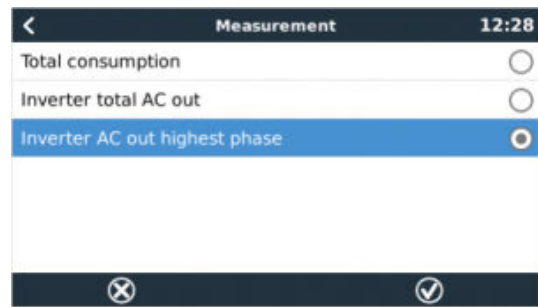 Measurement 12:28
Total consumption
Inverter total AC out
Inverter AC out highest phase